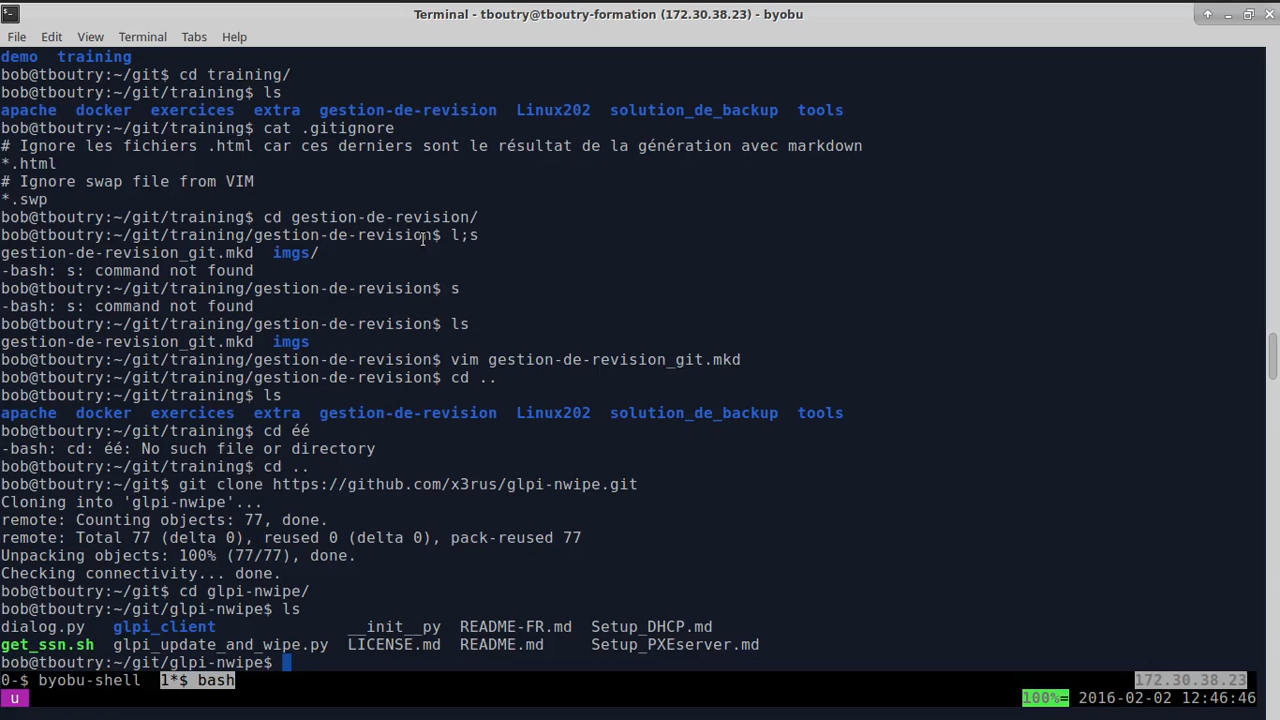 Terminal - tboutry@tboutry-formation (172.30.38.23) - byobu
File Edit View Terminal Tabs Help
demo training
bob@tboutry:~/git$ cd training/
bob@tboutry:~/git/training$ ls
apache docker exercices extra gestion-de-revision Linux202 solution_de_backup tools
bob@tboutry:~/git/training$ cat .gitignore
# Ignore les fichiers .html car ces derniers sont le résultat de la génération avec markdown
*.html
# Ignore swap file from VIM
*.swp
bob@tboutry:~/git/training$ cd gestion-de-revision/
bob@tboutry:~/git/training/gestion-de-revision$ l;s
gestion-de-revision_git.mkd imgs/
-bash: s: command not found
bob@tboutry:~/git/training/gestion-de-revision$ s
-bash: s: command not found
bob@tboutry:~/git/training/gestion-de-revision$ ls
gestion-de-revision_git.mkd imgs
bob@tboutry:~/git/training/gestion-de-revision$ vim gestion-de-revision_git.mkd
bob@tboutry:~/git/training/gestion-de-revision$ cd ..
bob@tboutry:~/git/training$ ls
apache docker exercices extra gestion-de-revision Linux202 solution_de_backup tools
bob@tboutry:~/git/training$ cd éé
-bash: cd: éé: No such file or directory
bob@tboutry:~/git/training$ cd ..
bob@tboutry:~/git$ git clone https://github.com/x3rus/glpi-nwipe.git
Cloning into 'glpi-nwipe'...
remote: Counting objects: 77, done.
remote: Total 77 (delta 0), reused 0 (delta 0), pack-reused 77
Unpacking objects: 100% (77/77), done.
Checking connectivity... done.
bob@tboutry:~/git$ cd glpi-nwipe/
bob@tboutry:~/git/glpi-nwipe$ ls
dialog.py glpi_client __init__py README-FR.md Setup_DHCP.md
get_ssn.sh glpi_update_and_wipe.py LICENSE.md README.md Setup_PXEserver.md
bob@tboutry:~/git/glpi-nwipe$
0-$ byobu-shell 1*$ bash 172.30.38.23
u 100%= 2016-02-02 12:46:46